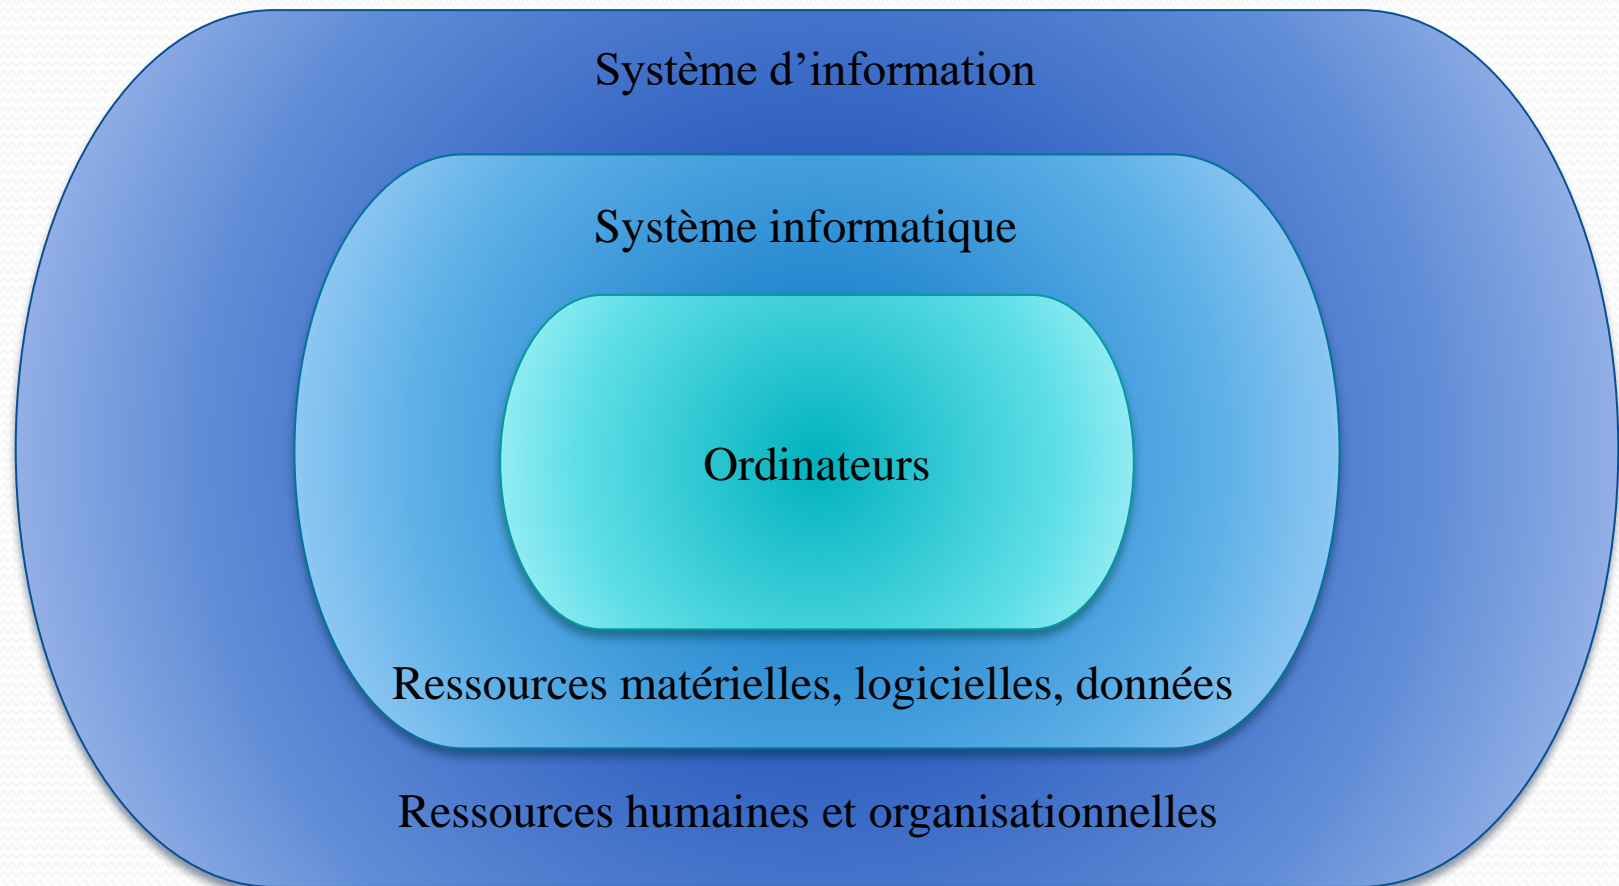 Système d’information
Système informatique
Ordinateurs
Ressources matérielles, logicielles, données
Ressources humaines et organisationnelles